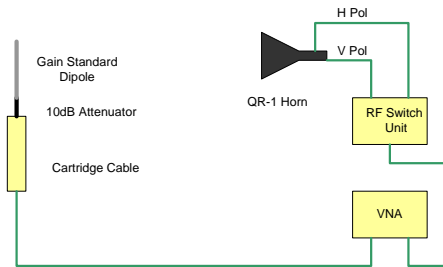 H Pol
V Pol
Gain Standard
Dipole
10dB Attenuator
Cartridge Cable
QR-1 Horn
RF Switch
Unit
VNA